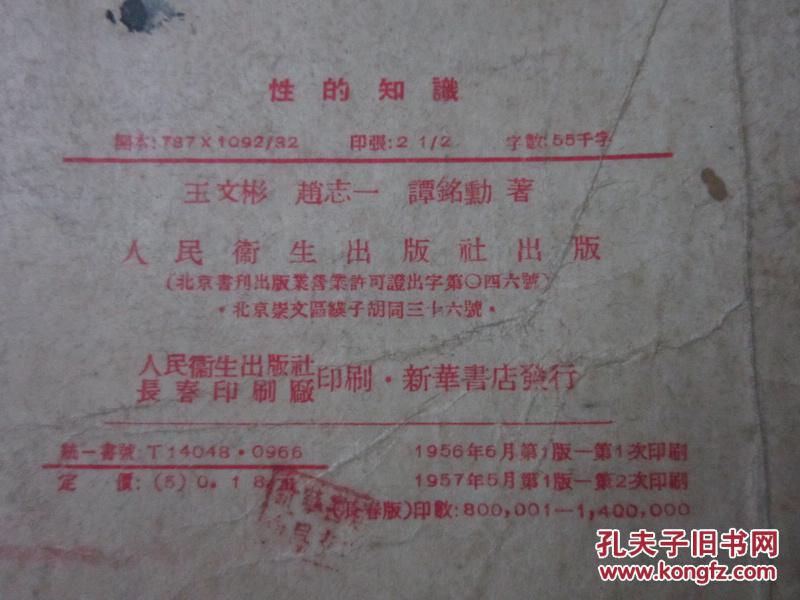 性的知識
開本:787×1092/32 印張:2 1/2 字數:55千字
王文彬 趙志一 譚銘勳 著
人民衞生出版社出版
(北京書刊出版業營業許可證出字第〇四六號)
·北京崇文區緓子胡同三十六號·
人民衞生出版社
長春印刷廠
印刷·新華書店發行
統一書號:T14048·0966
定 價:(5)0.18元
1956年6月第1版—第1次印刷
1957年5月第1版—第2次印刷
(長春版)印數:800,001—1,400,000
孔夫子旧书网
www.kongfz.com